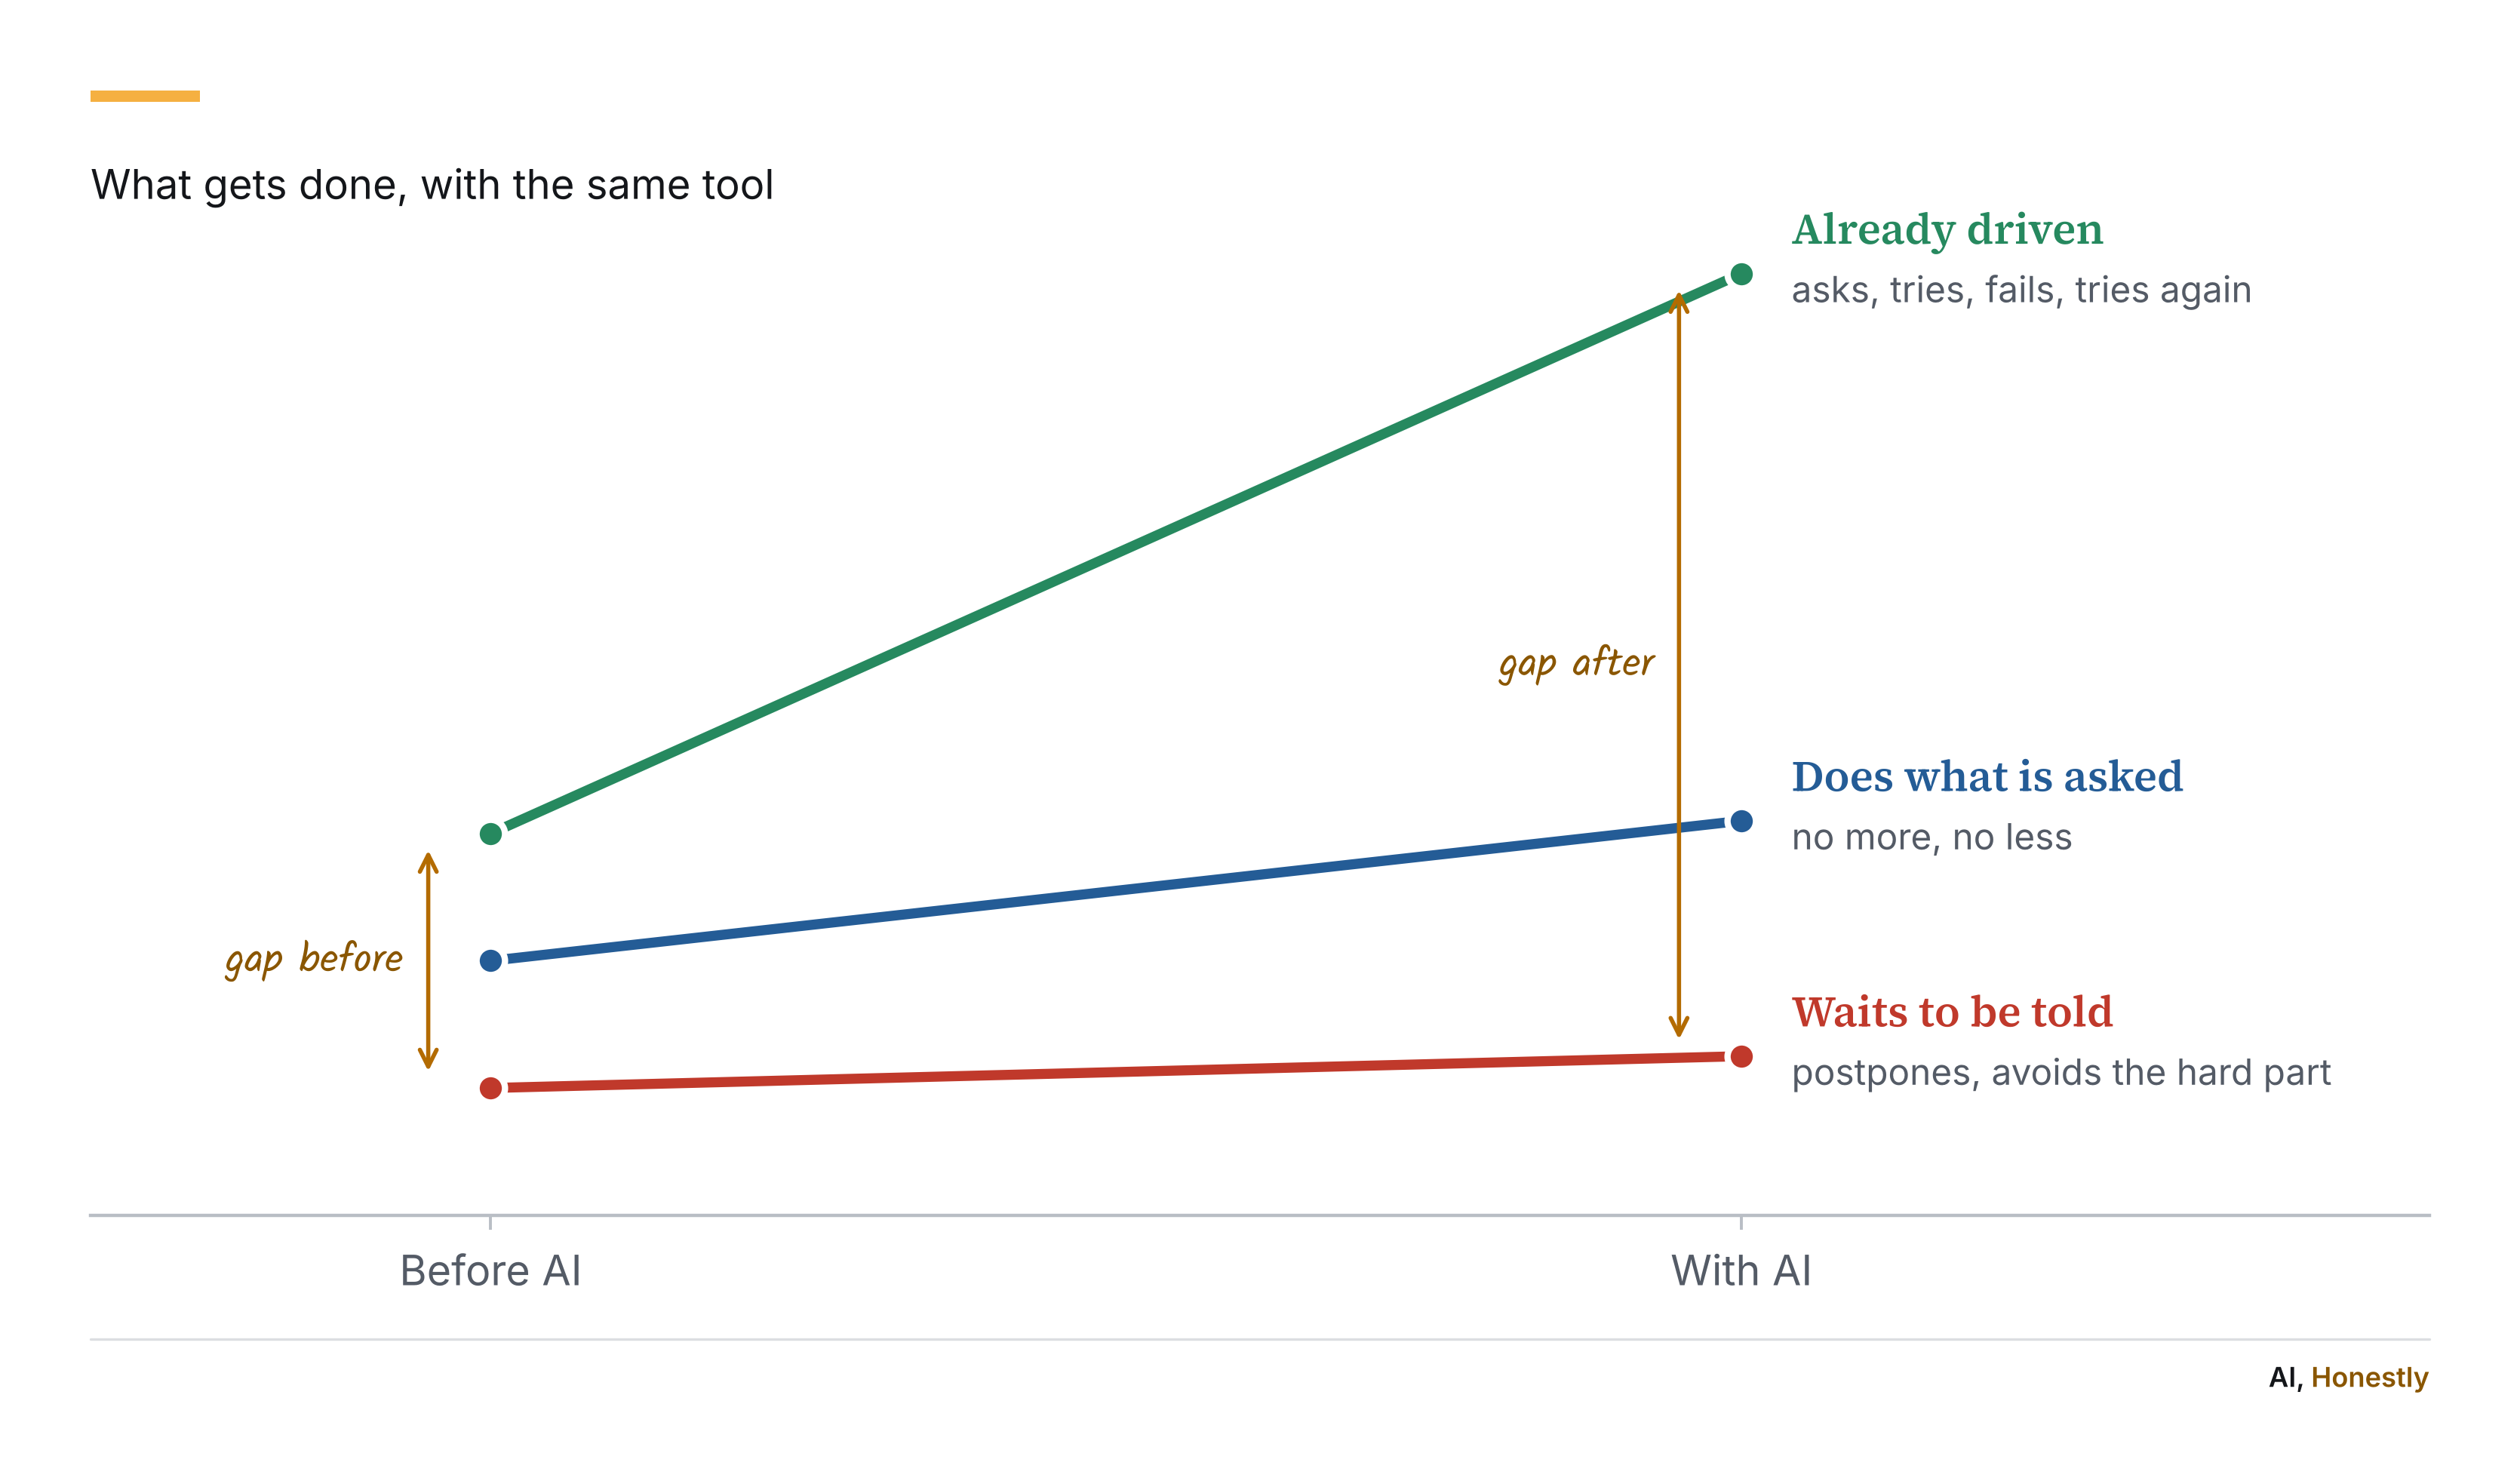 What gets done, with the same tool
Already driven
asks, tries, fails, tries again
gap after
Does what is asked
no more, no less
gap before
Waits to be told
postpones, avoids the hard part
Before AI
With AI
AI, Honestly